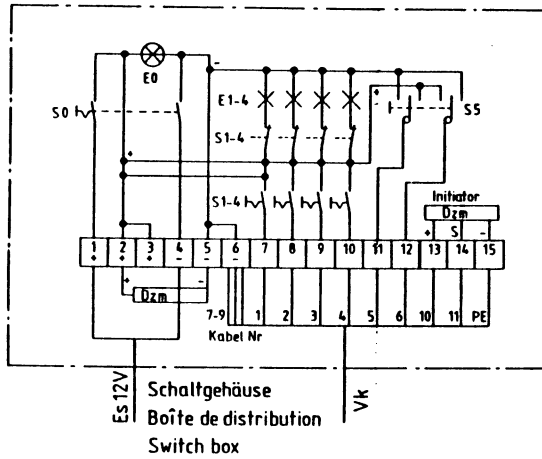 E0
-
S0
E1-4
+
-
S5
S1-4
+
S1-4
Initiator
Dzm
+ S -
1 2 3 4 5 6 7 8 9 10 11 12 13 14 15
+ + + - - -
+ -
Dzm
7-9 1 2 3 4 5 6 10 11 PE
Kabel Nr
Es 12V
Vk
Schaltgehäuse
Boîte de distribution
Switch box